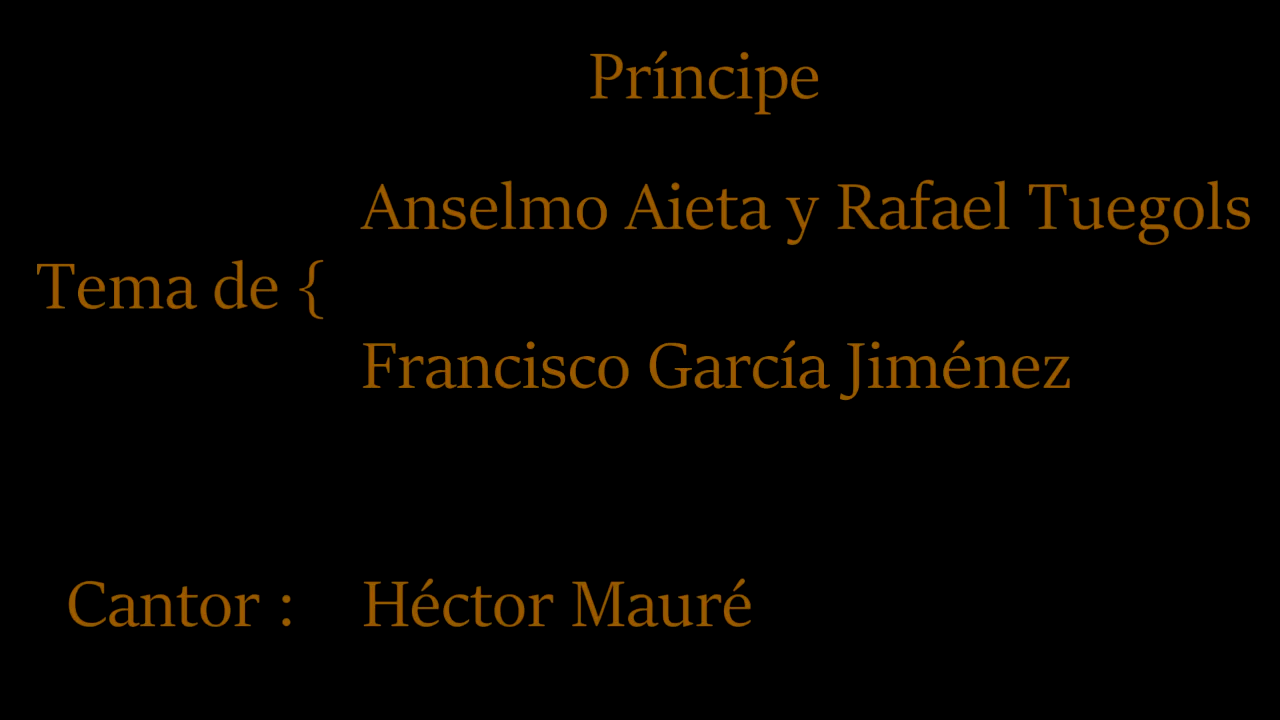 Príncipe
Anselmo Aieta y Rafael Tuegols
Tema de {
Francisco García Jiménez
Cantor : Héctor Mauré